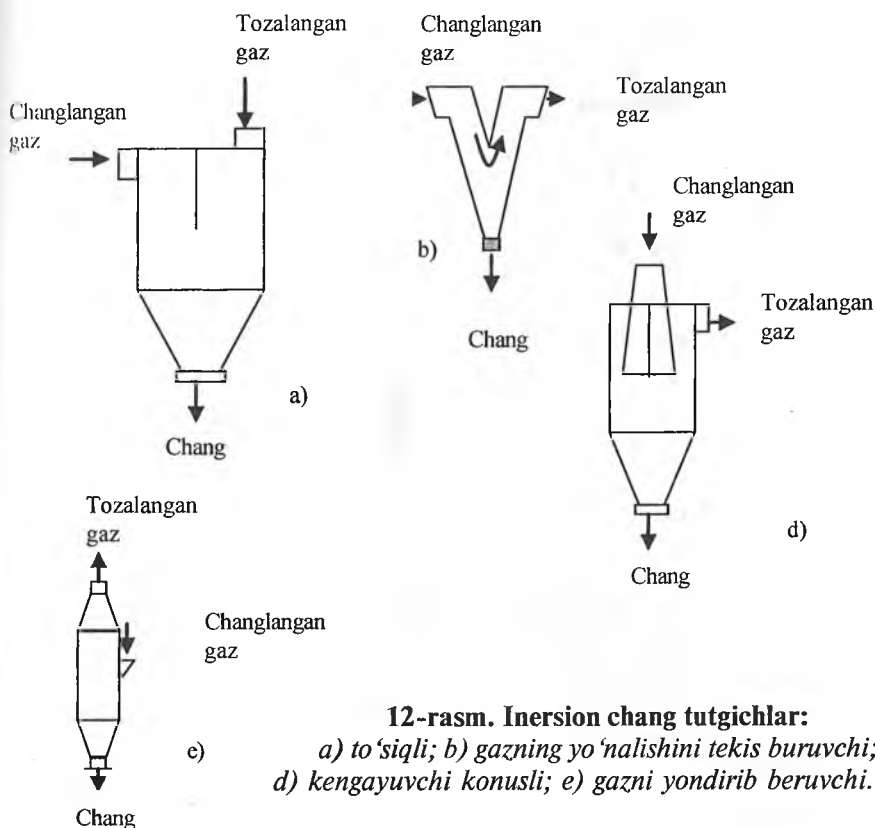 Tozalangan
gaz
Changlangan
gaz
a)
Chang
Changlangan
gaz
Tozalangan
gaz
b)
Chang
Changlangan
gaz
Tozalangan
gaz
d)
Chang
Tozalangan
gaz
Changlangan
gaz
e)
Chang
12-rasm. Inersion chang tutgichlar:
a) to‘siqli; b) gazning yo‘nalishini tekis buruvchi;
d) kengayuvchi konusli; e) gazni yondirib beruvchi.